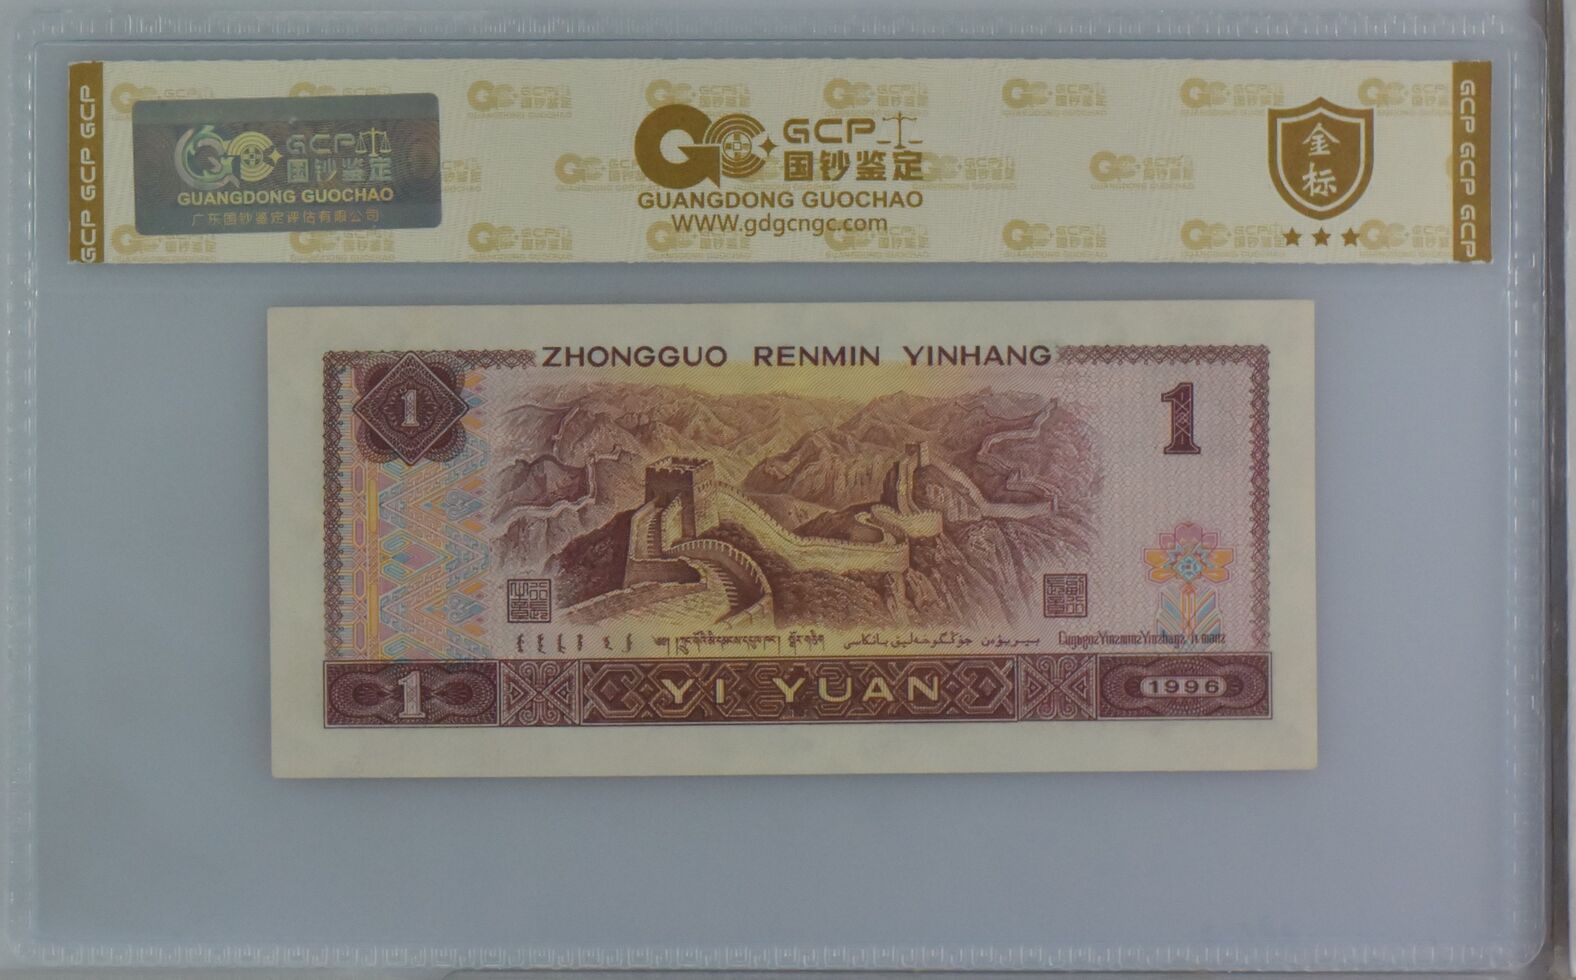 GCP GCP GCP
GCP 国钞鉴定
GUANGDONG GUOCHAO
广东国钞鉴定评估有限公司
GCP
国钞鉴定
GUANGDONG GUOCHAO
WWW.gdgcngc.com
金标
GCP GCP GCP
ZHONGGUO RENMIN YINHANG
1
1
1
YI YUAN
1996